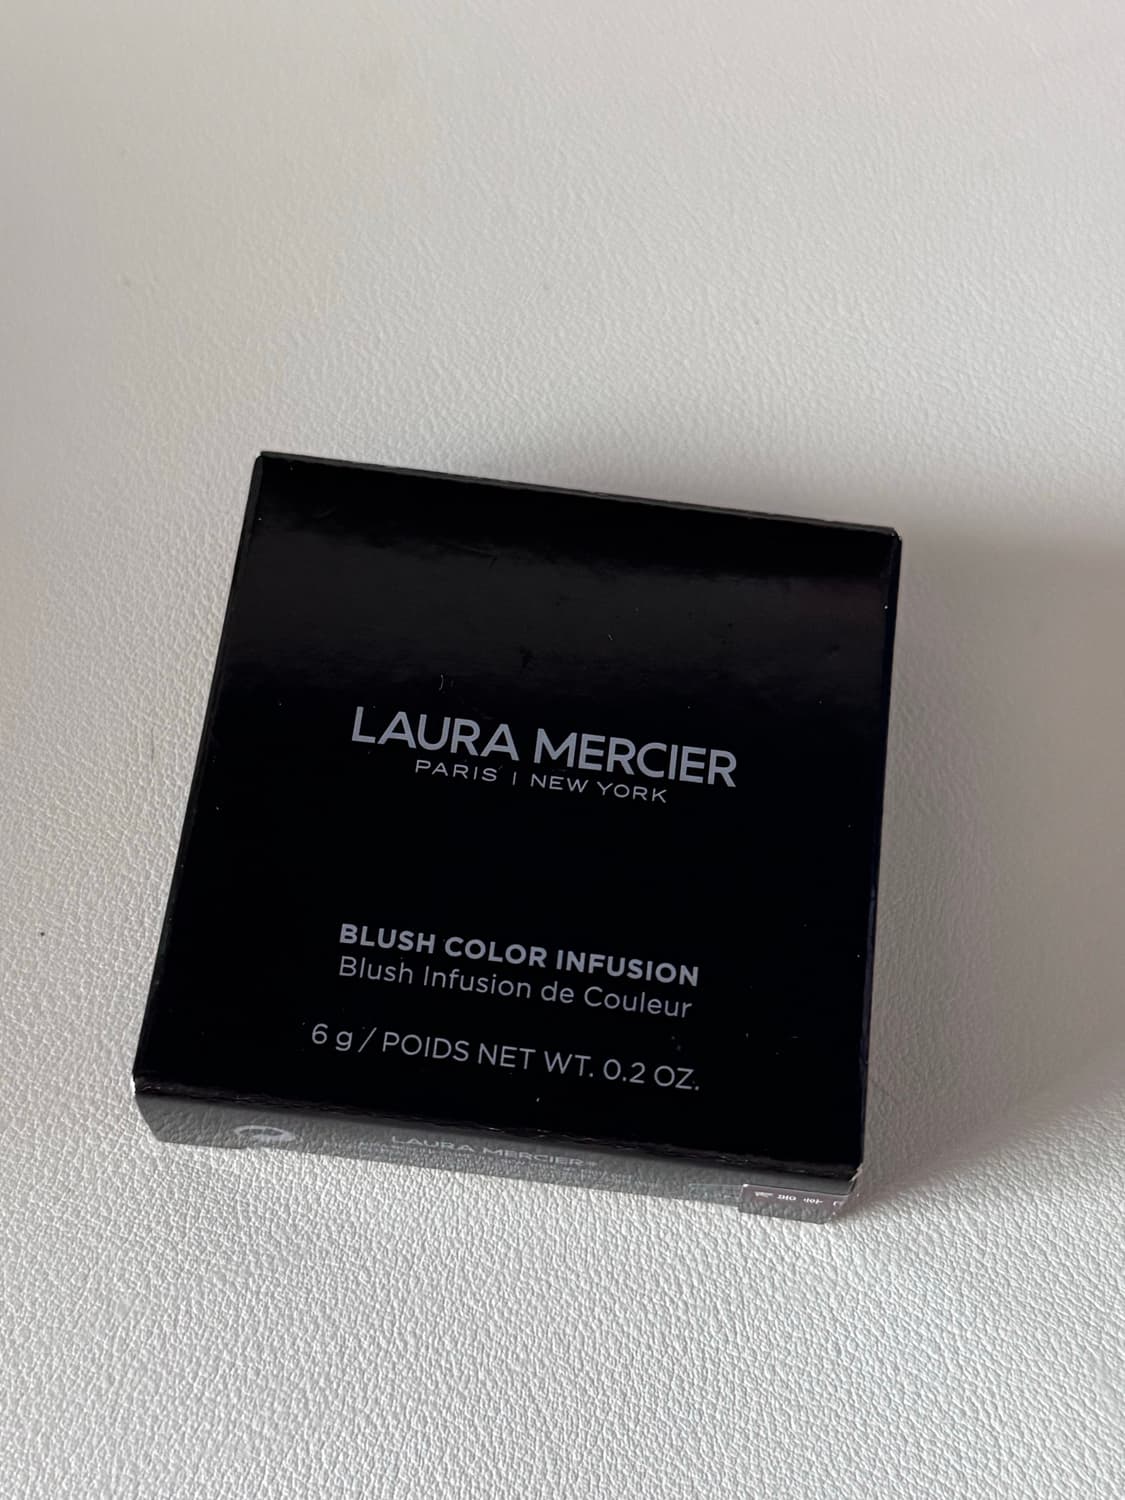 LAURA MERCIER
PARIS | NEW YORK
BLUSH COLOR INFUSION
Blush Infusion de Couleur
6 g / POIDS NET WT. 0.2 OZ.
LAURA MERCIER